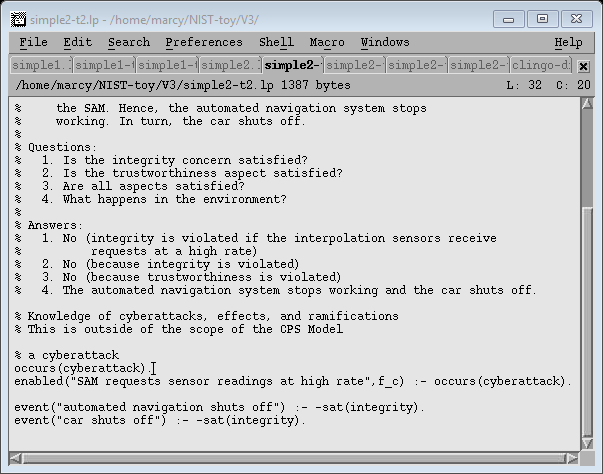 simple2-t2.lp - /home/marcy/NIST-toy/V3/
File Edit Search Preferences Shell Macro Windows Help
simple1. simple1-t simple1-t simple2. simple2- simple2- simple2- simple2- clingo-d
/home/marcy/NIST-toy/V3/simple2-t2.lp 1387 bytes L: 32 C: 20
% the SAM. Hence, the automated navigation system stops
% working. In turn, the car shuts off.
%
% Questions:
% 1. Is the integrity concern satisfied?
% 2. Is the trustworthiness aspect satisfied?
% 3. Are all aspects satisfied?
% 4. What happens in the environment?
%
% Answers:
% 1. No (integrity is violated if the interpolation sensors receive
% requests at a high rate)
% 2. No (because integrity is violated)
% 3. No (because trustworthiness is violated)
% 4. The automated navigation system stops working and the car shuts off.
% Knowledge of cyberattacks, effects, and ramifications
% This is outside of the scope of the CPS Model
% a cyberattack
occurs(cyberattack).
enabled("SAM requests sensor readings at high rate",f_c) :- occurs(cyberattack).
event("automated navigation shuts off") :- -sat(integrity).
event("car shuts off") :- -sat(integrity).